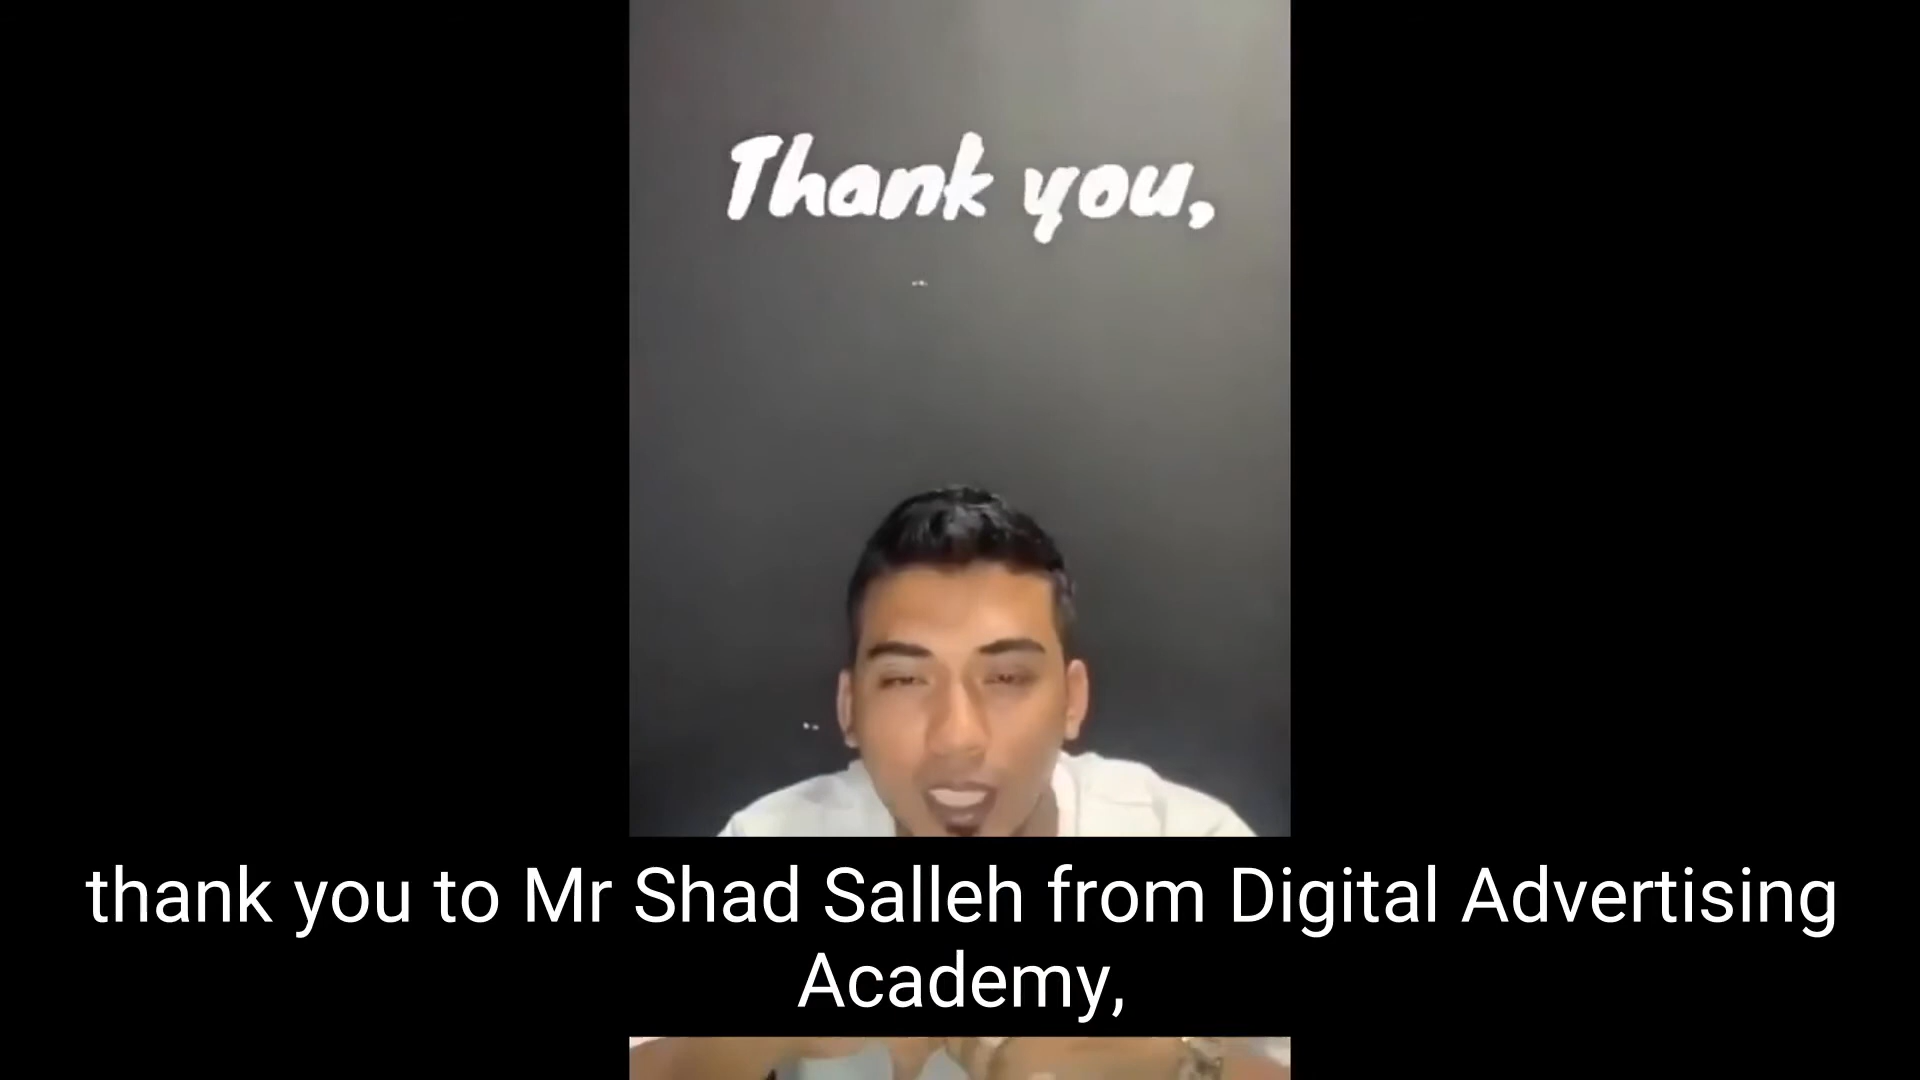 Thank you,
thank you to Mr Shad Salleh from Digital Advertising
Academy,